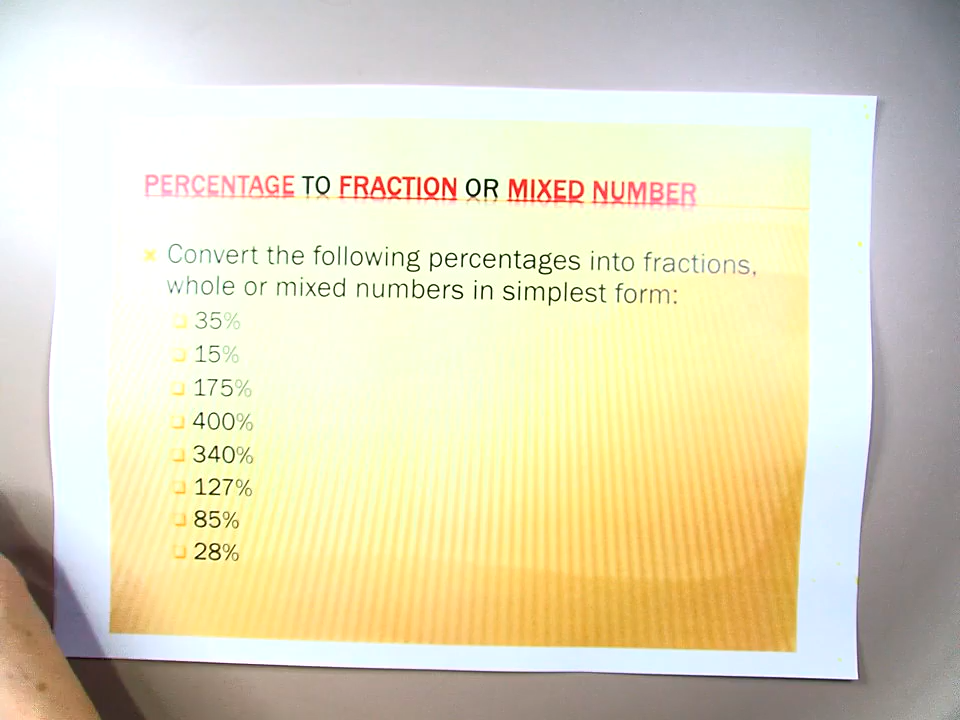 PERCENTAGE TO FRACTION OR MIXED NUMBER
Convert the following percentages into fractions,
whole or mixed numbers in simplest form:
35%
15%
175%
400%
340%
127%
85%
28%